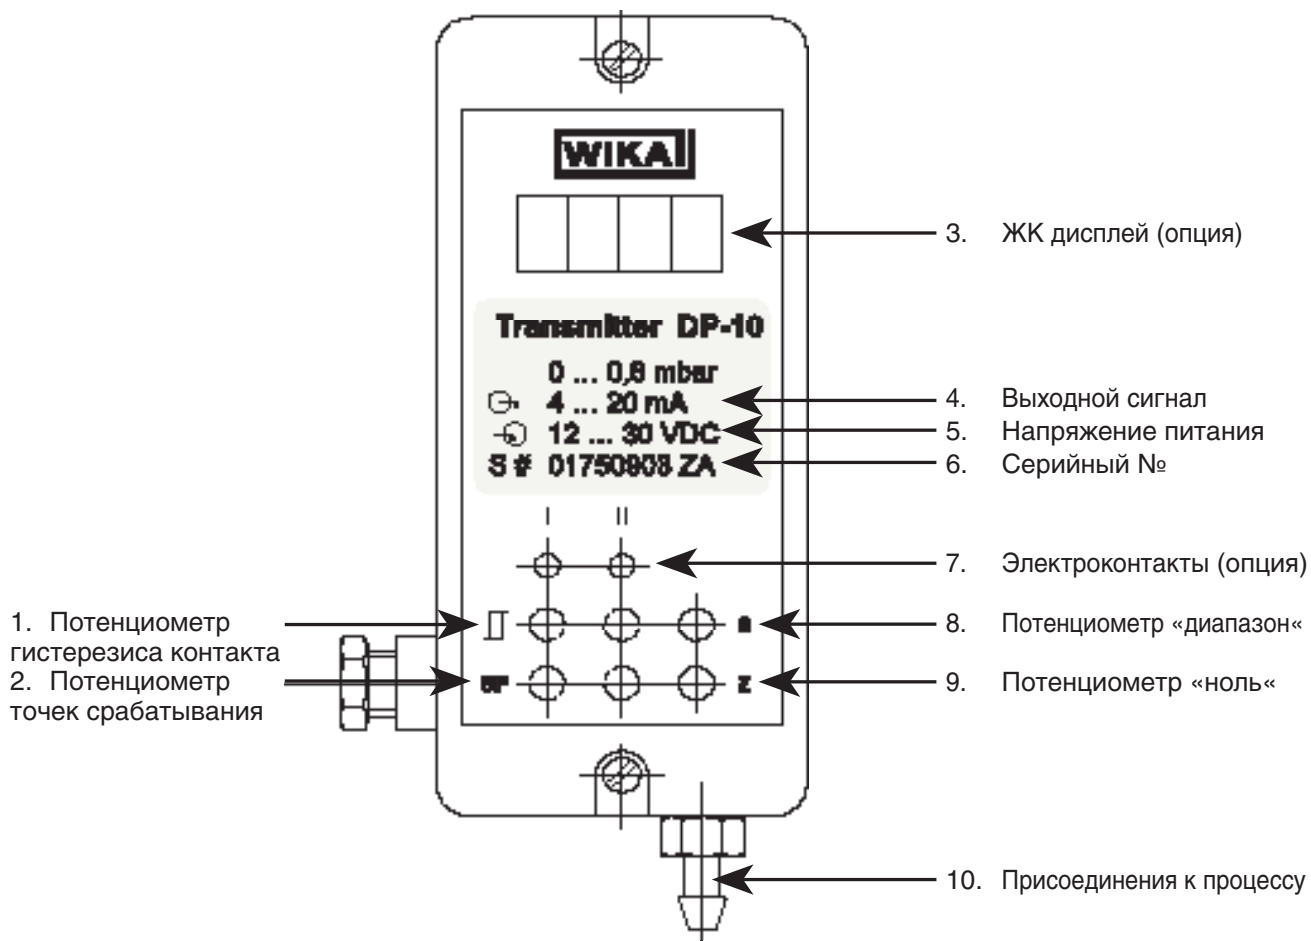 WIKA
3. ЖК дисплей (опция)
Transmitter DP-10
0 ... 0,6 mbar
4 ... 20 mA
4. Выходной сигнал
12 ... 30 VDC
5. Напряжение питания
S # 01750903 ZA
6. Серийный №
I II
7. Электроконтакты (опция)
1. Потенциометр
гистерезиса контакта
8. Потенциометр «диапазон«
2. Потенциометр
точек срабатывания
SP
Z
9. Потенциометр «ноль«
10. Присоединения к процессу